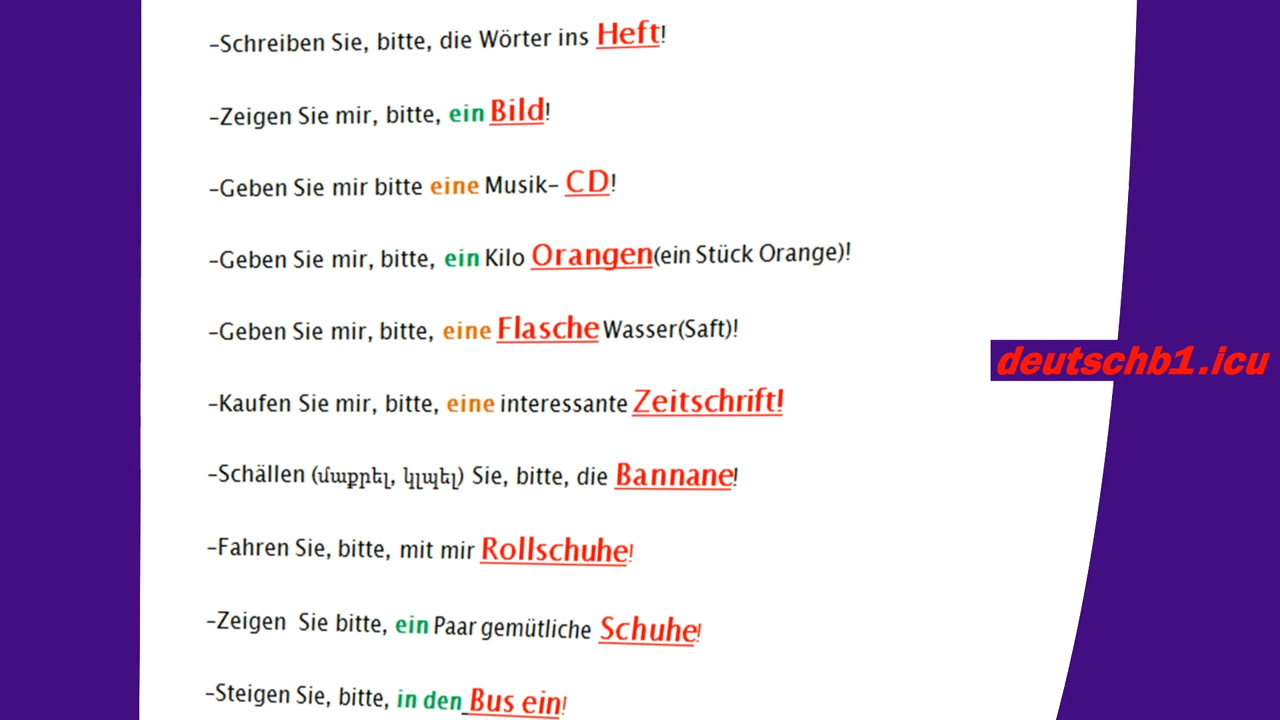 –Schreiben Sie, bitte, die Wörter ins Heft!
–Zeigen Sie mir, bitte, ein Bild!
–Geben Sie mir bitte eine Musik– CD!
–Geben Sie mir, bitte, ein Kilo Orangen(ein Stück Orange)!
–Geben Sie mir, bitte, eine Flasche Wasser(Saft)!
deutschb1.icu
–Kaufen Sie mir, bitte, eine interessante Zeitschrift!
–Schällen (մաքրել, կլպել) Sie, bitte, die Bannane!
–Fahren Sie, bitte, mit mir Rollschuhe!
–Zeigen Sie bitte, ein Paar gemütliche Schuhe!
–Steigen Sie, bitte, in den Bus ein!